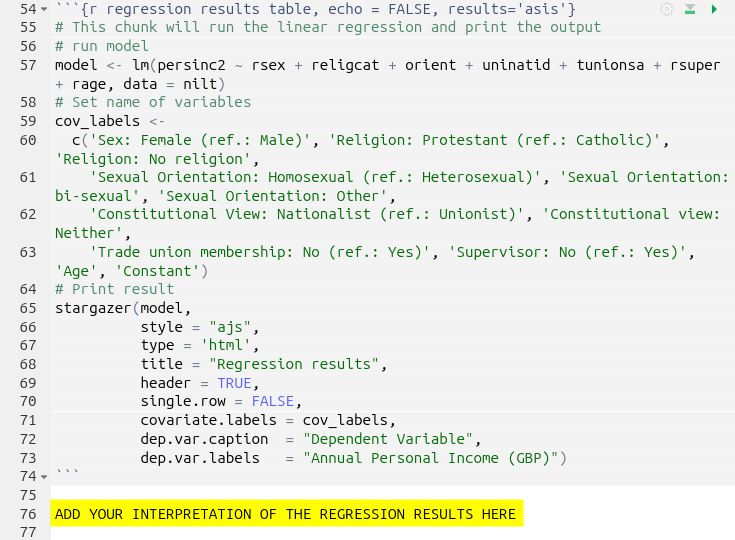 54 ```{r regression results table, echo = FALSE, results='asis'}
55 # This chunk will run the linear regression and print the output
56 # run model
57 model <- lm(persinc2 ~ rsex + religcat + orient + uninatid + tunionsa + rsuper
+ rage, data = nilt)
58 # Set name of variables
59 cov_labels <-
60   c('Sex: Female (ref.: Male)', 'Religion: Protestant (ref.: Catholic)',
'Religion: No religion',
61     'Sexual Orientation: Homosexual (ref.: Heterosexual)', 'Sexual Orientation:
bi-sexual', 'Sexual Orientation: Other',
62     'Constitutional View: Nationalist (ref.: Unionist)', 'Constitutional view:
Neither',
63     'Trade union membership: No (ref.: Yes)', 'Supervisor: No (ref.: Yes)',
'Age', 'Constant')
64 # Print result
65 stargazer(model,
66           style = "ajs",
67           type = 'html',
68           title = "Regression results",
69           header = TRUE,
70           single.row = FALSE,
71           covariate.labels = cov_labels,
72           dep.var.caption  = "Dependent Variable",
73           dep.var.labels   = "Annual Personal Income (GBP)")
74 ```
75
76 ADD YOUR INTERPRETATION OF THE REGRESSION RESULTS HERE
77